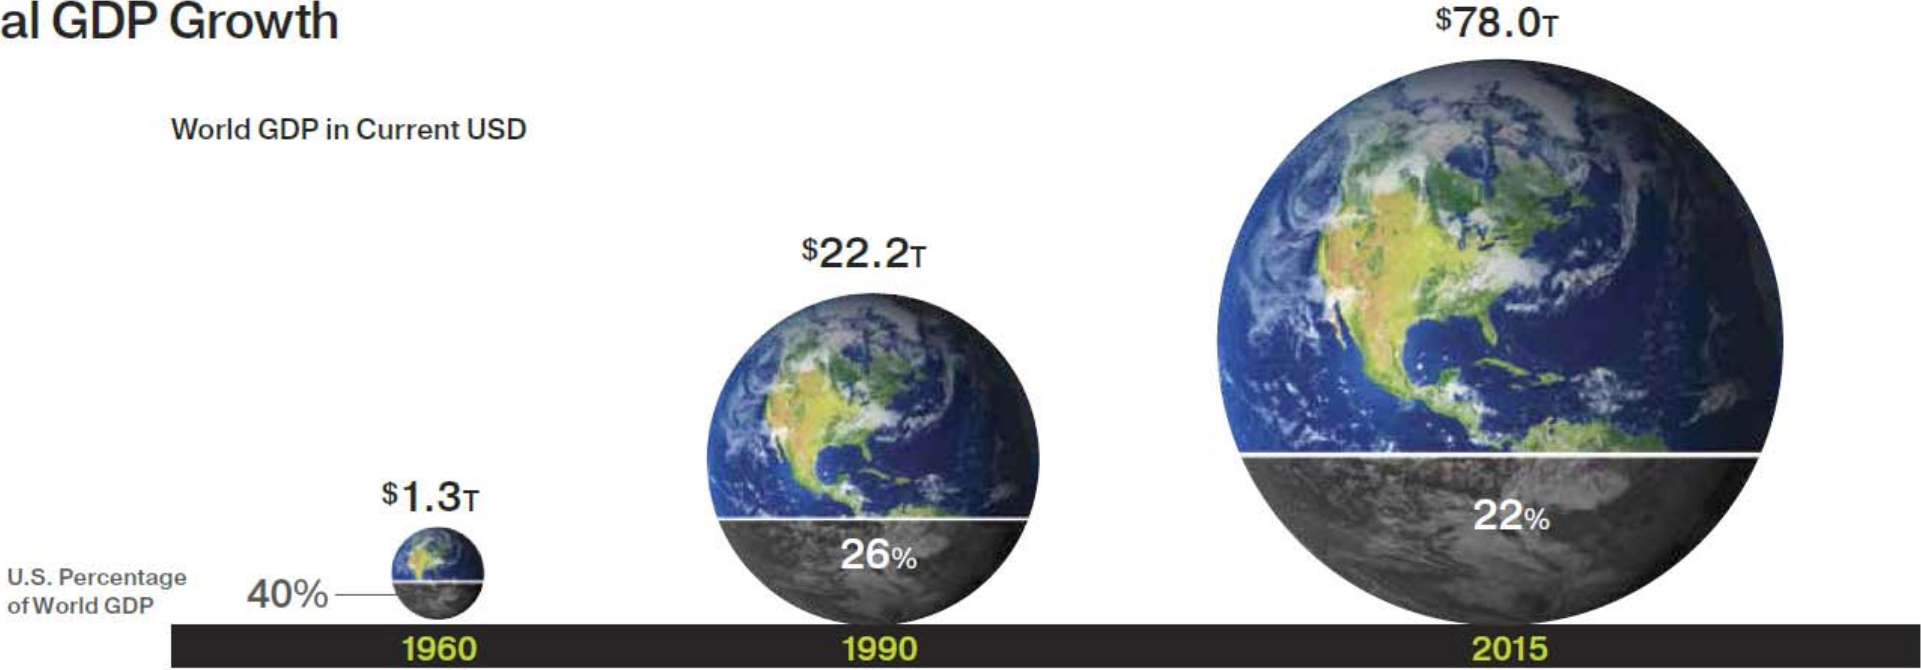 al GDP Growth
World GDP in Current USD
$78.0T
$22.2T
$1.3T
22%
26%
40%
U.S. Percentage
of World GDP
1960
1990
2015